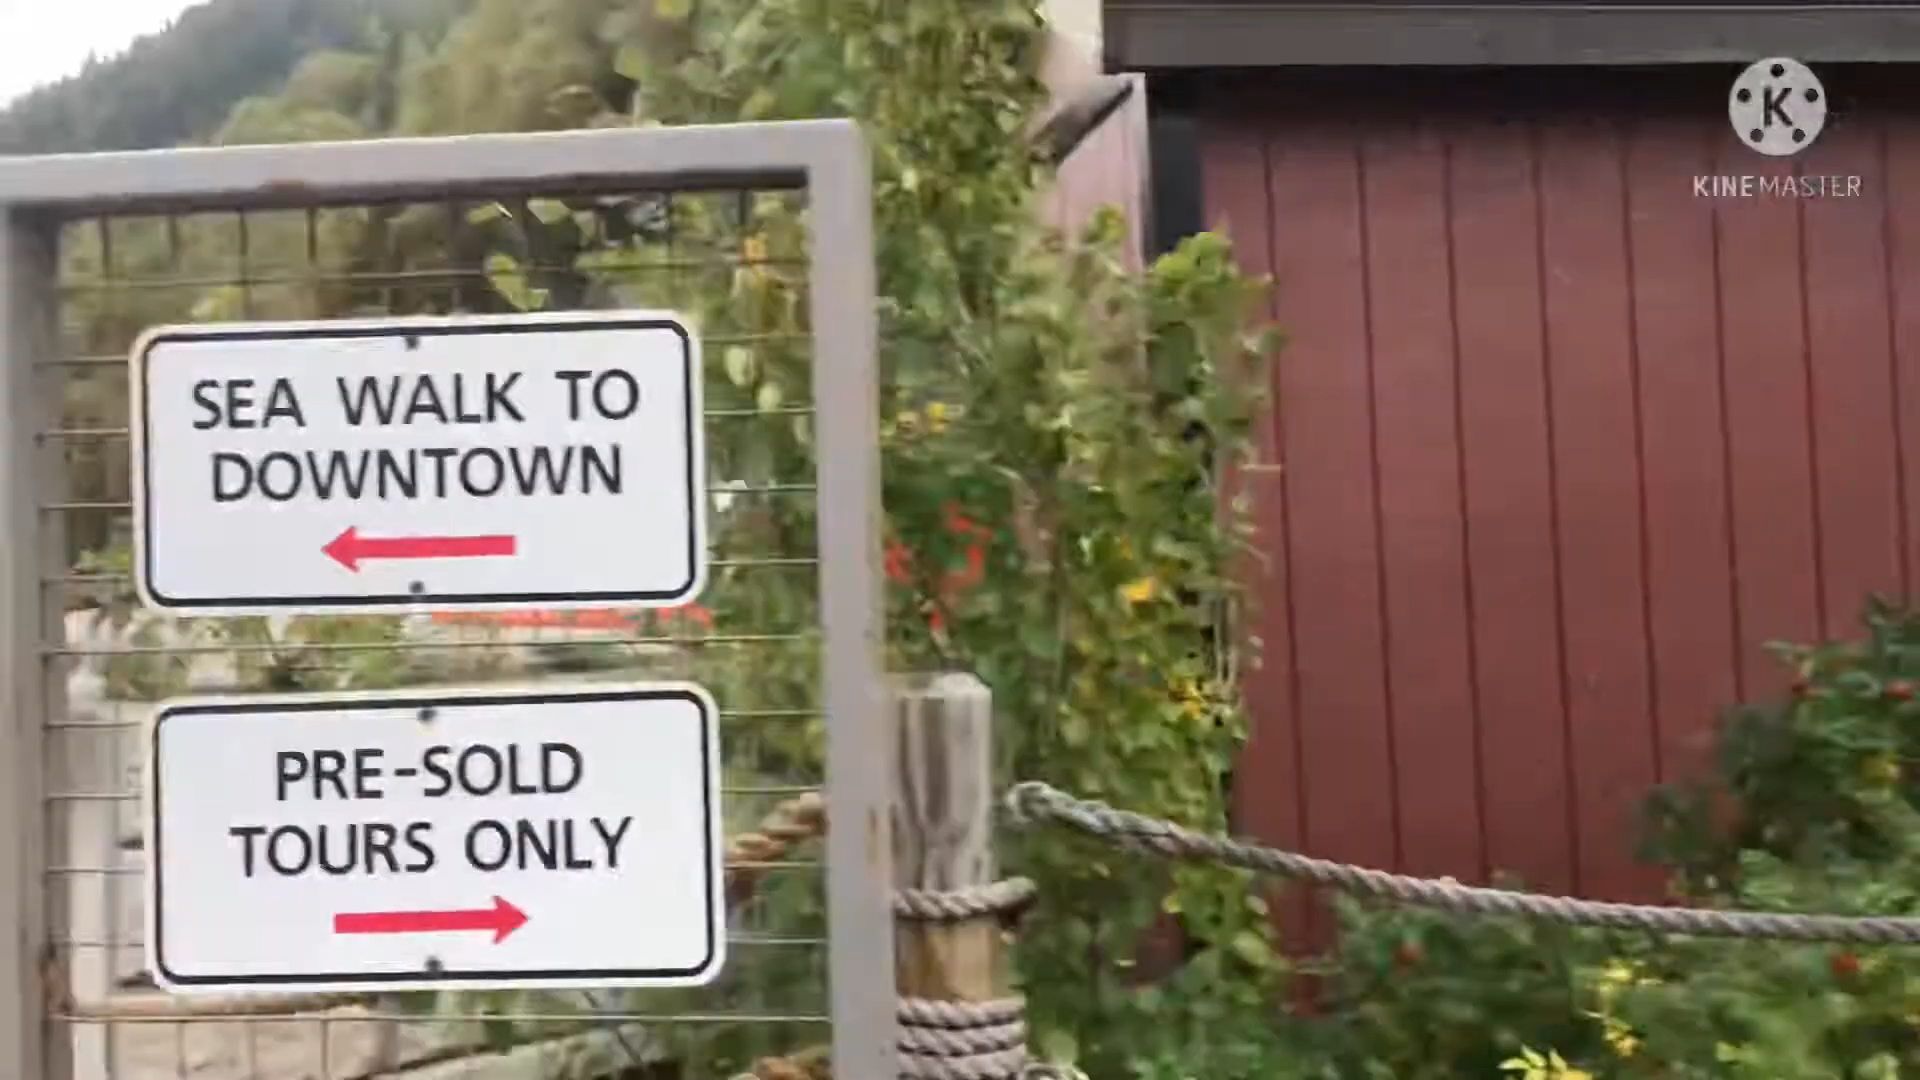 SEA WALK TO
DOWNTOWN
PRE-SOLD
TOURS ONLY
K
KINEMASTER